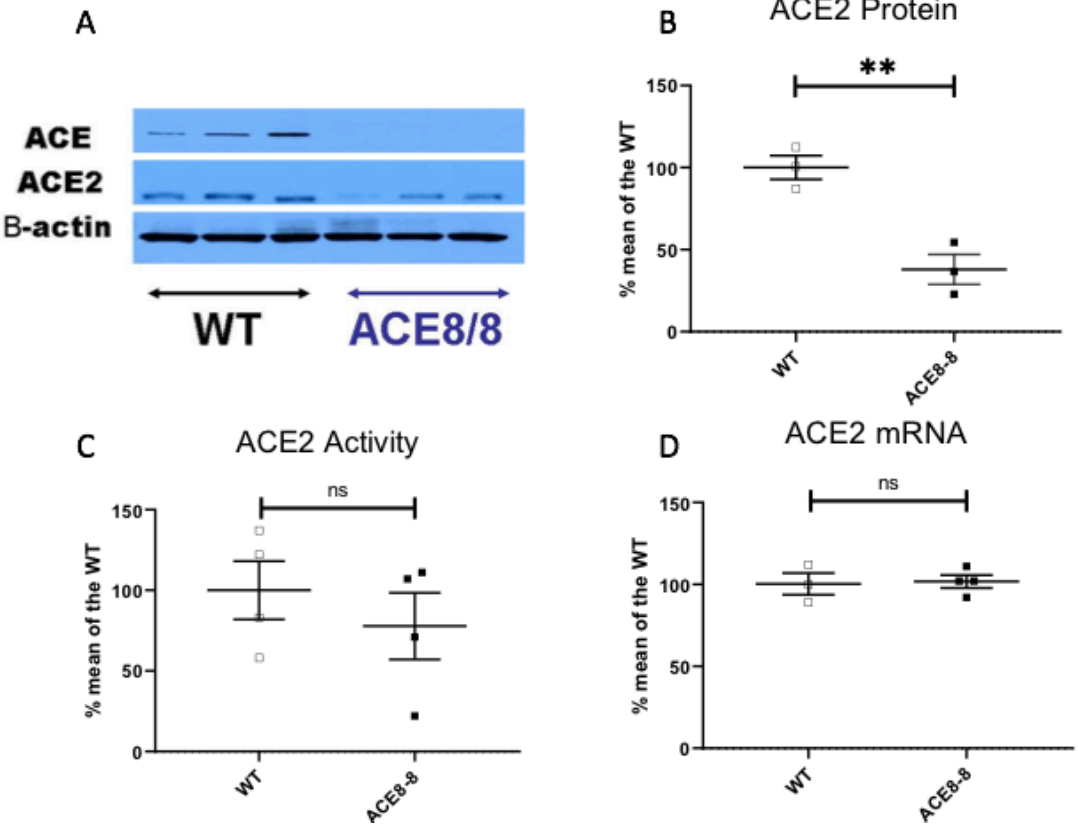 A
ACE
ACE2
B-actin
WT
ACE8/8
B
ACE2 Protein
**
% mean of the WT
150
100
50
0
WT
ACE8-8
C
ACE2 Activity
ns
% mean of the WT
150
100
50
0
WT
ACE8-8
D
ACE2 mRNA
ns
% mean of the WT
150
100
50
0
WT
ACE8-8